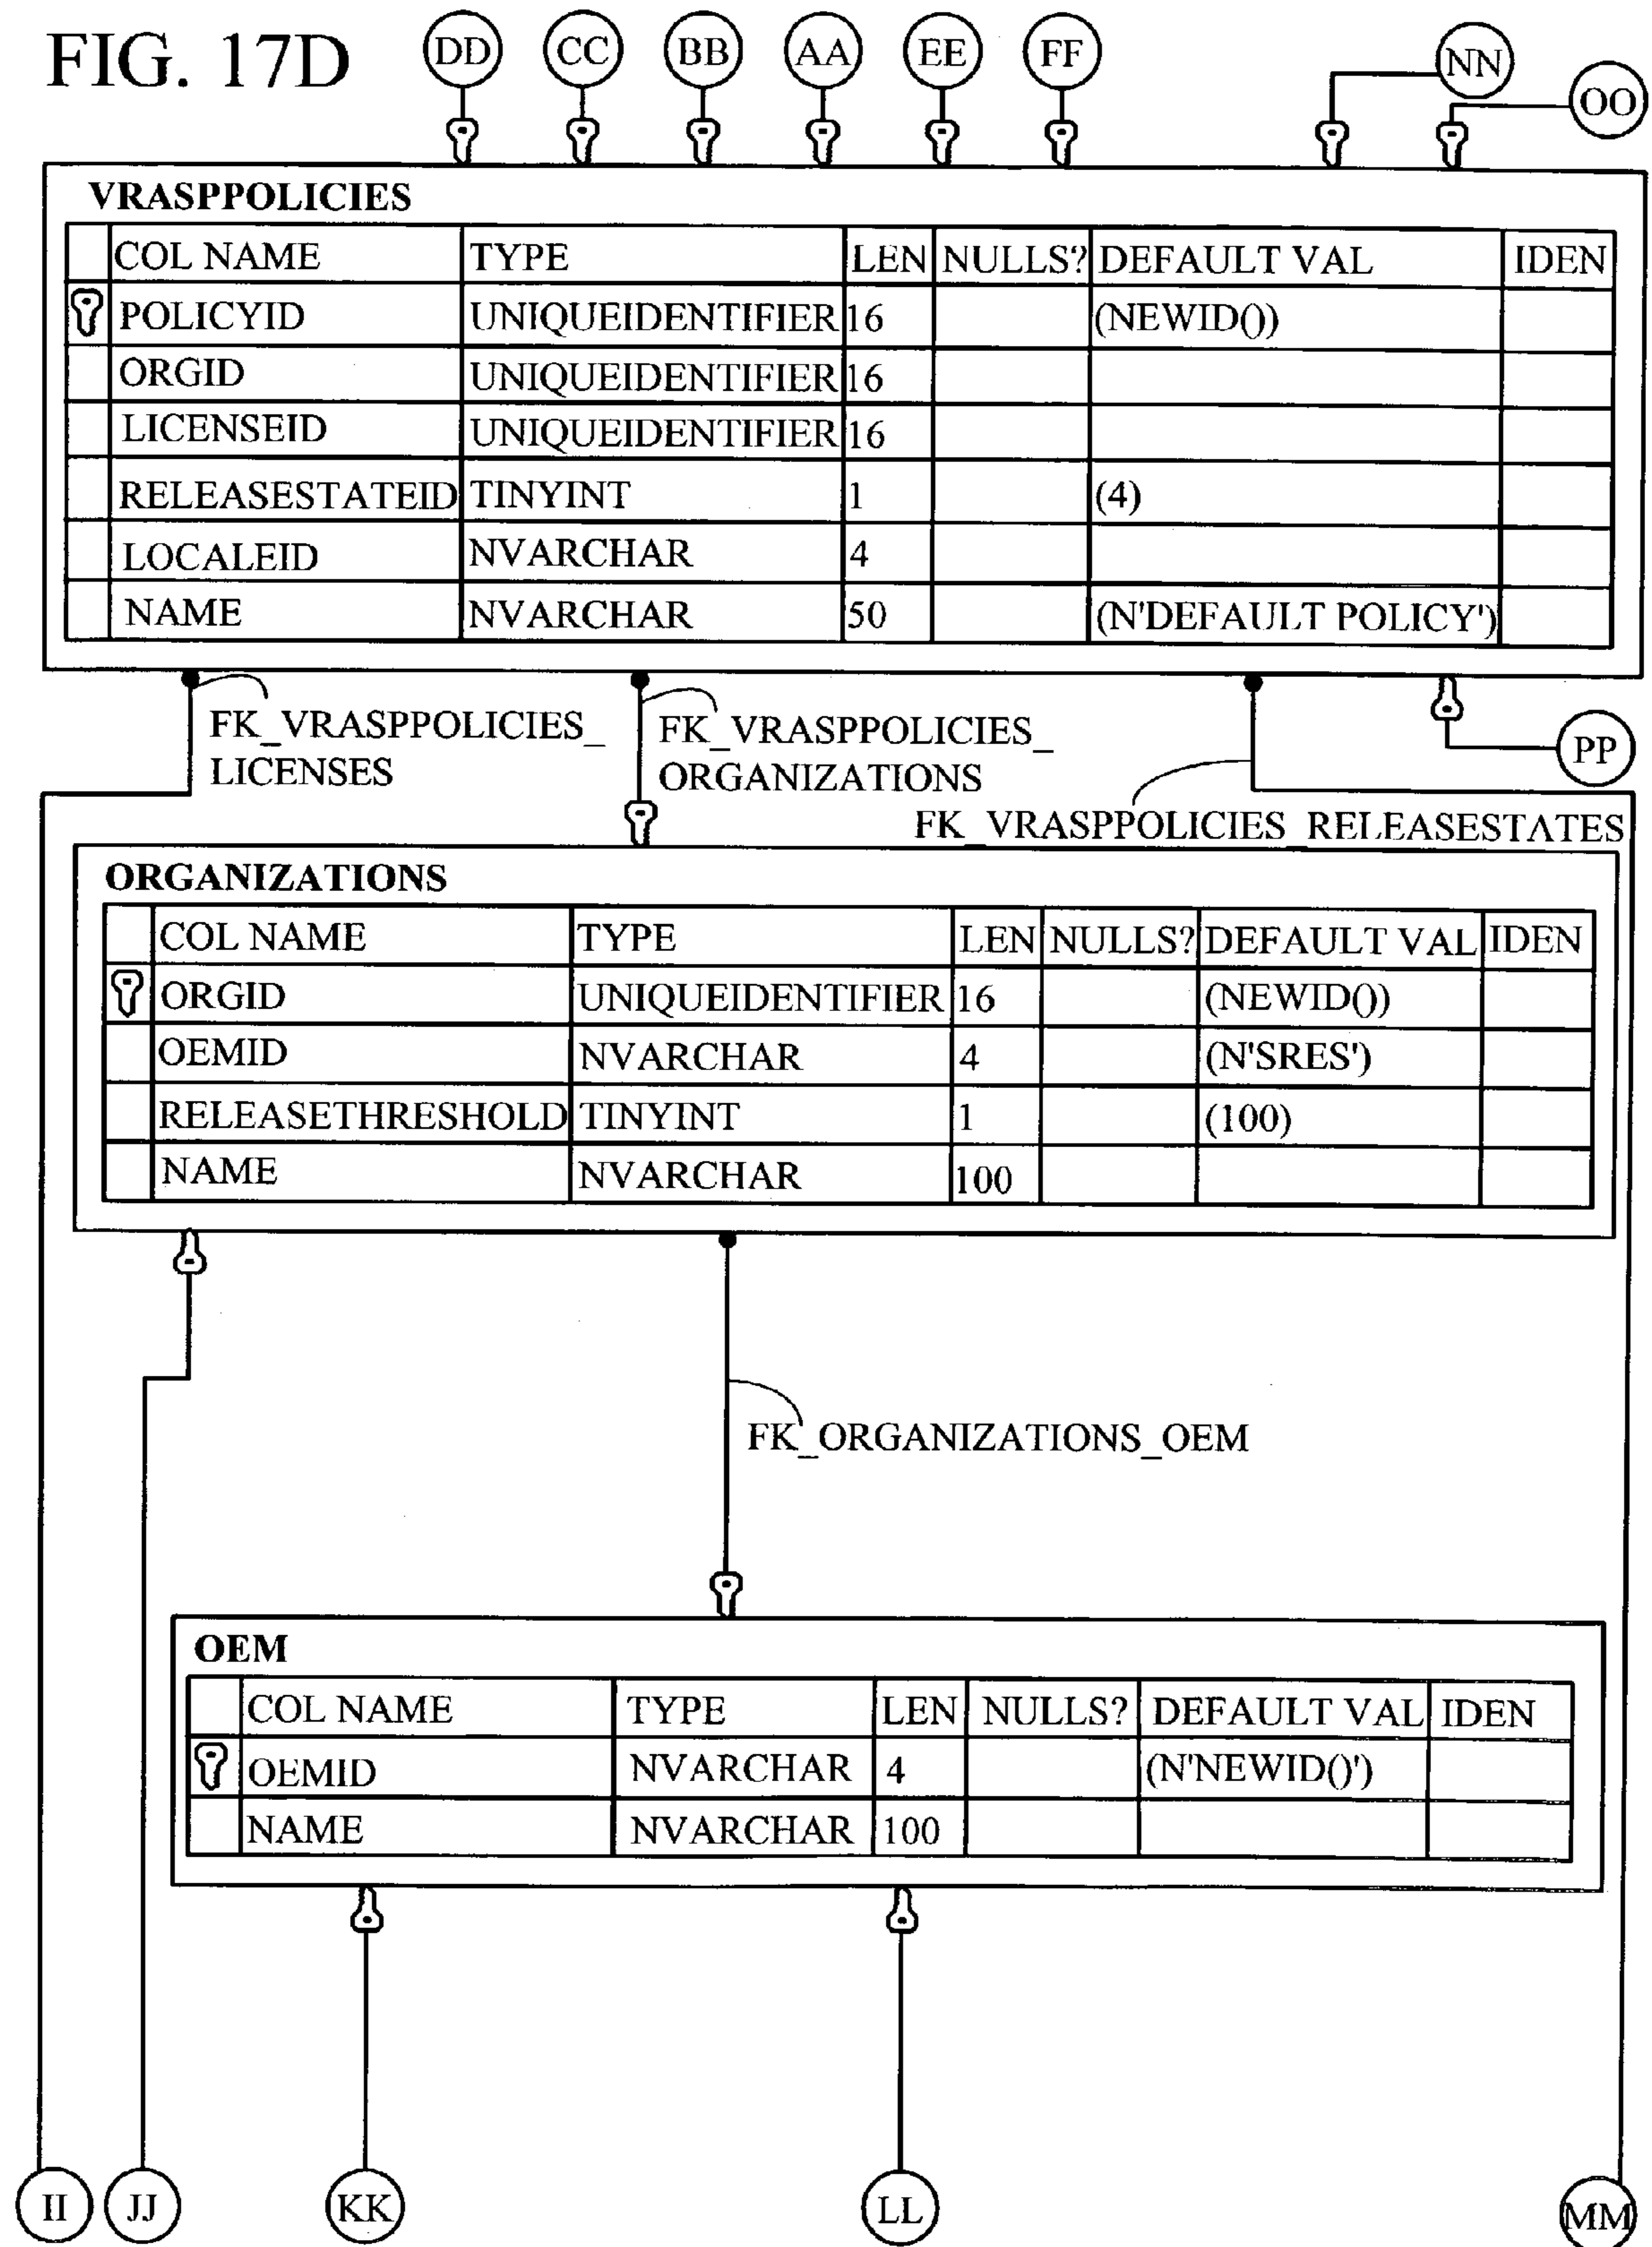 FIG. 17D
DD CC BB AA EE FF NN OO
VRASPPOLICIES
COL NAME TYPE LEN NULLS? DEFAULT VAL IDEN
POLICYID UNIQUEIDENTIFIER 16 (NEWID())
ORGID UNIQUEIDENTIFIER 16
LICENSEID UNIQUEIDENTIFIER 16
RELEASESTATEID TINYINT 1 (4)
LOCALEID NVARCHAR 4
NAME NVARCHAR 50 (N'DEFAULT POLICY')
FK_VRASPPOLICIES_
LICENSES
FK_VRASPPOLICIES_
ORGANIZATIONS
PP
FK_VRASPPOLICIES_RELEASESTATES
ORGANIZATIONS
COL NAME TYPE LEN NULLS? DEFAULT VAL IDEN
ORGID UNIQUEIDENTIFIER 16 (NEWID())
OEMID NVARCHAR 4 (N'SRES')
RELEASETHRESHOLD TINYINT 1 (100)
NAME NVARCHAR 100
FK_ORGANIZATIONS_OEM
OEM
COL NAME TYPE LEN NULLS? DEFAULT VAL IDEN
OEMID NVARCHAR 4 (N'NEWID()')
NAME NVARCHAR 100
II JJ KK LL MM